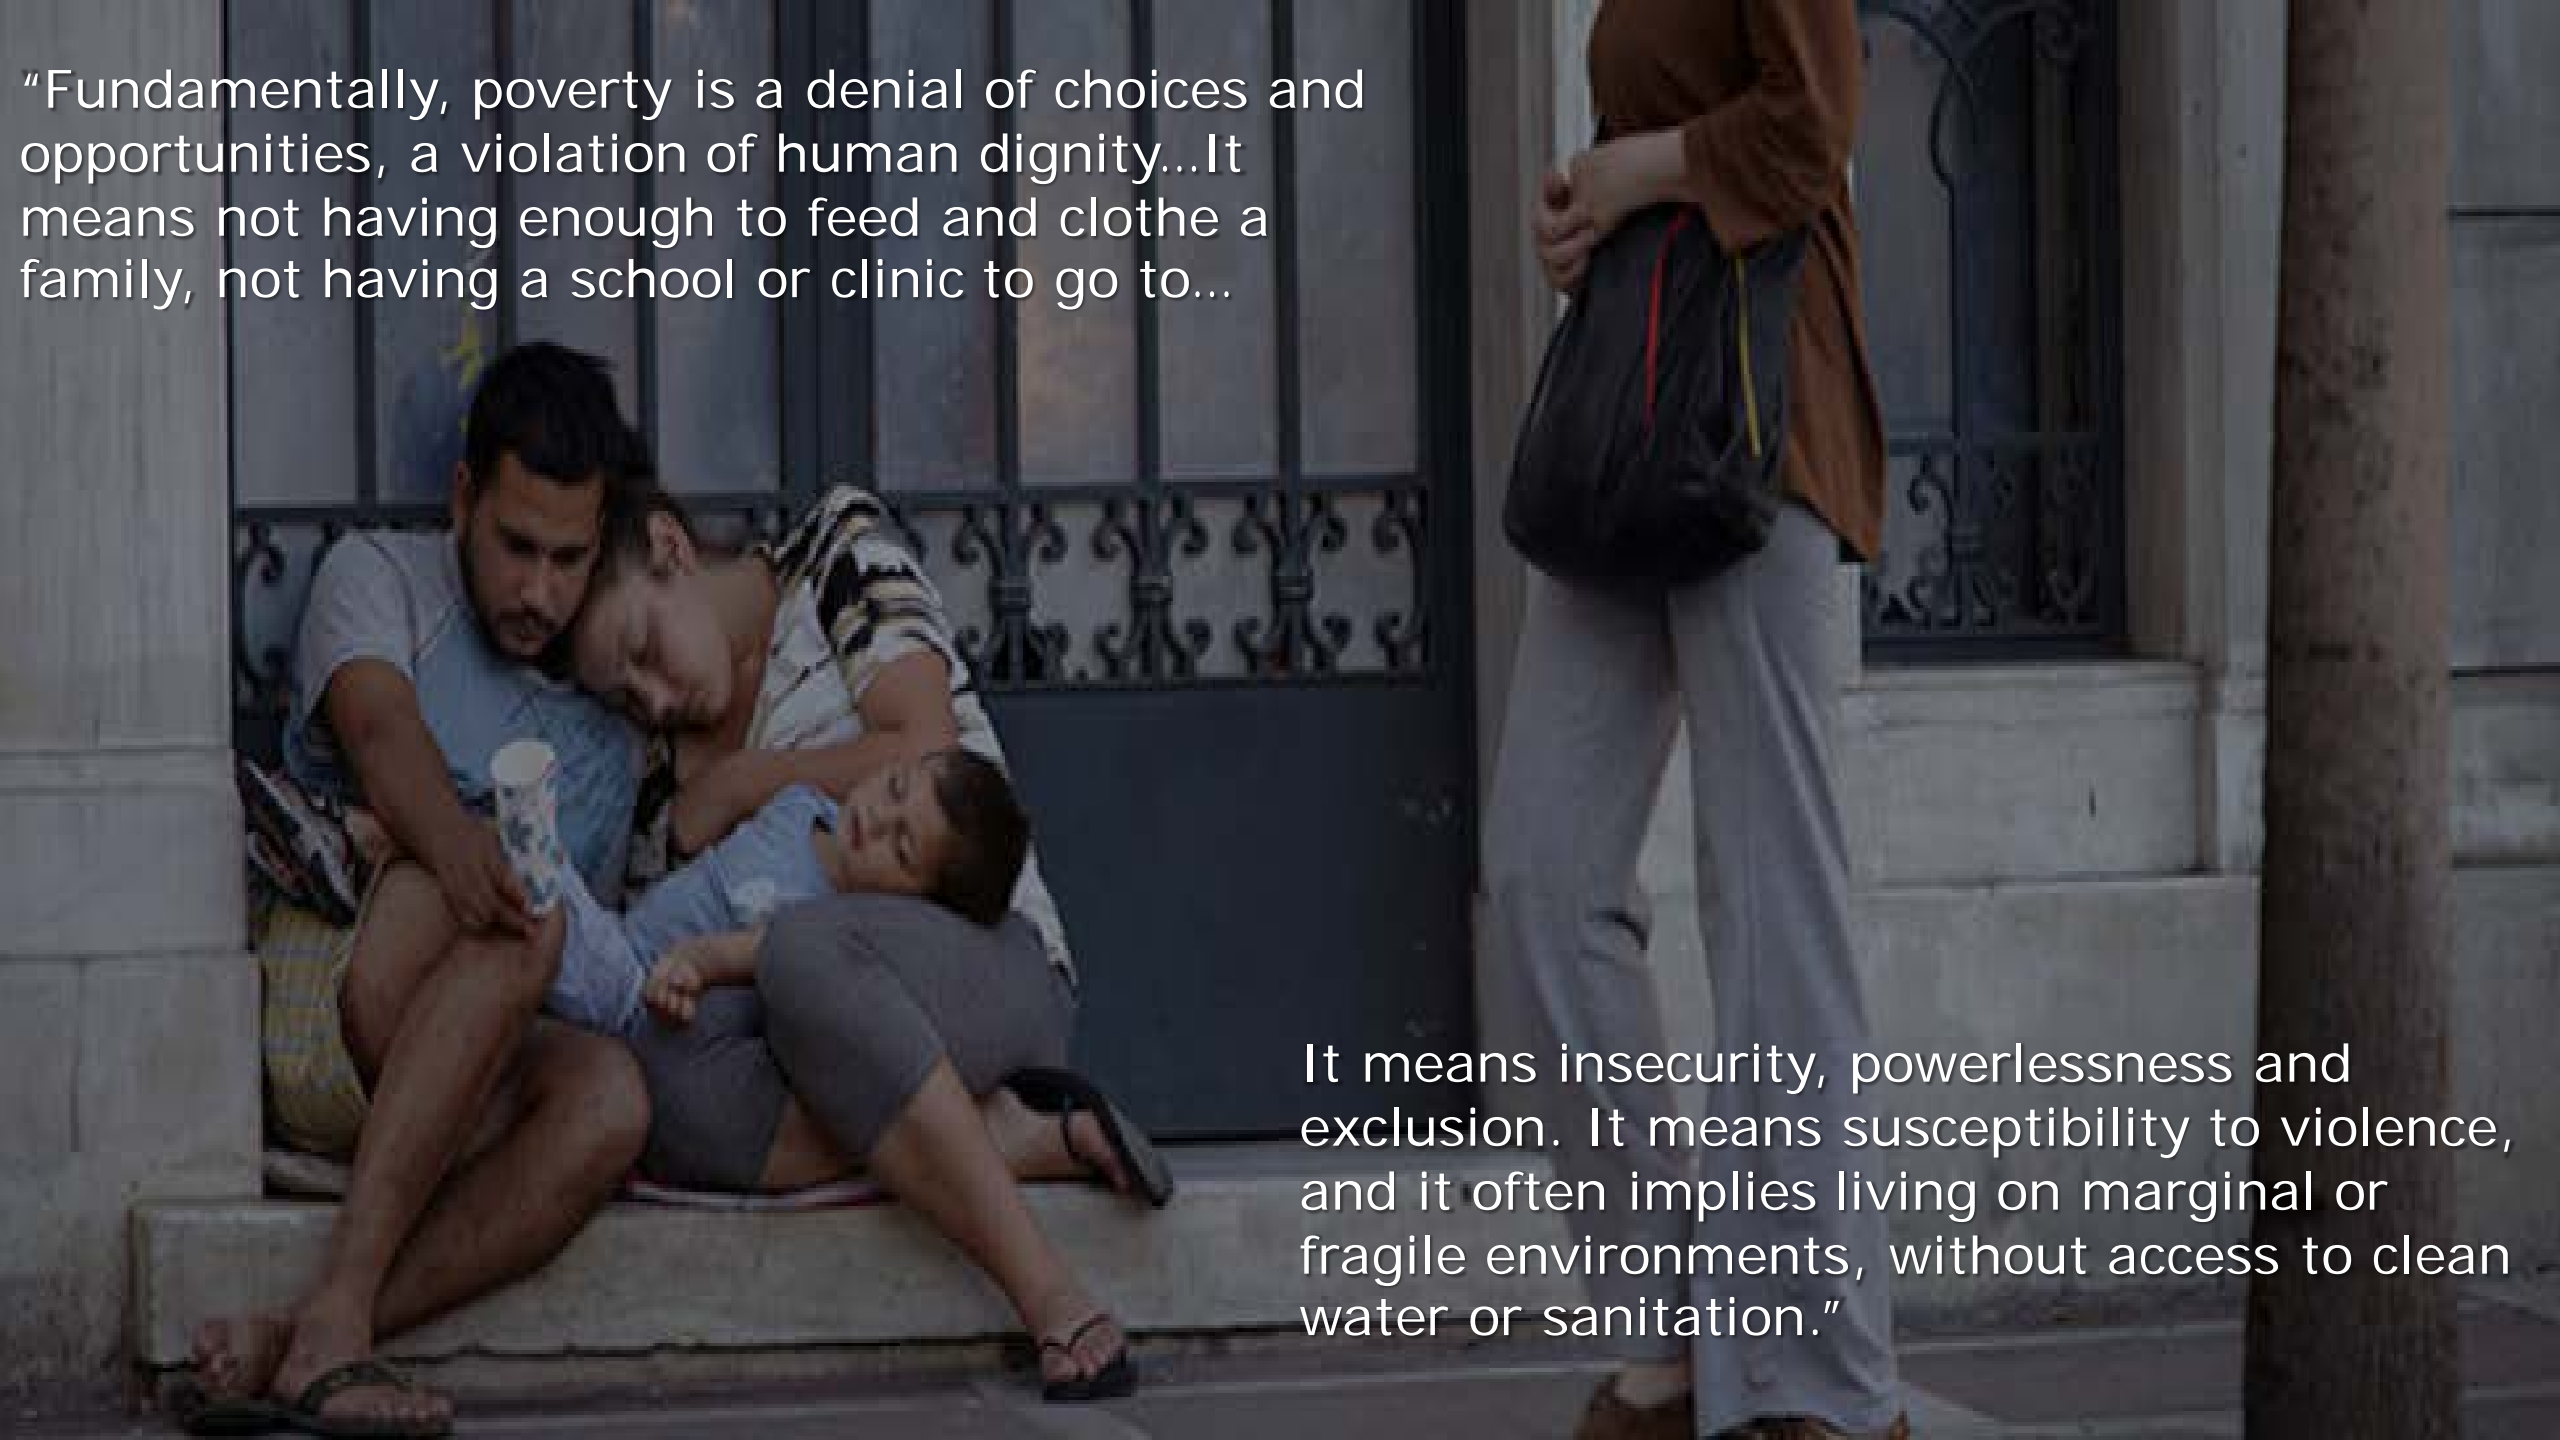 “Fundamentally, poverty is a denial of choices and
opportunities, a violation of human dignity…It
means not having enough to feed and clothe a
family, not having a school or clinic to go to…
It means insecurity, powerlessness and
exclusion. It means susceptibility to violence,
and it often implies living on marginal or
fragile environments, without access to clean
water or sanitation.”